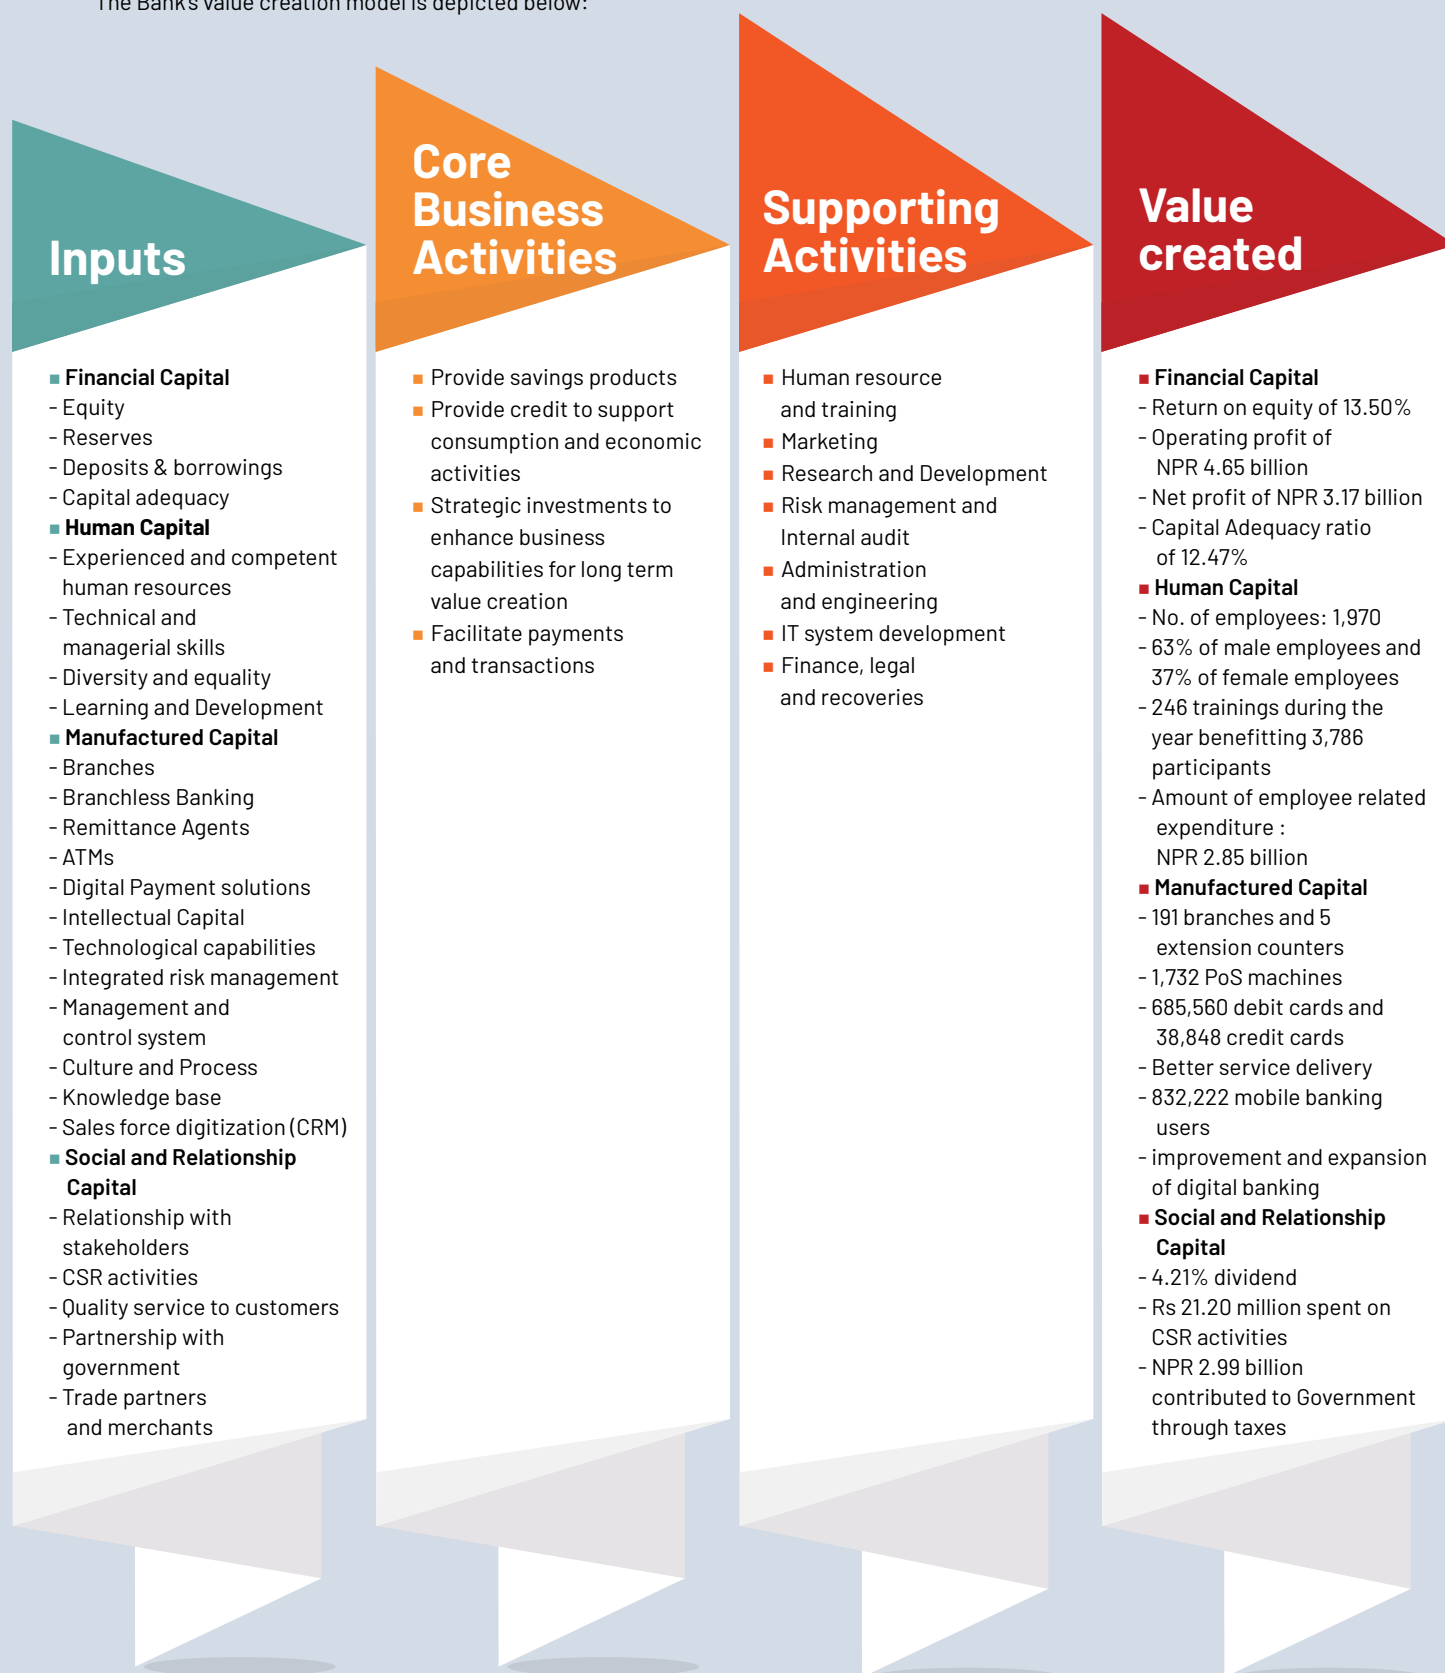 The Bank's value creation model is depicted below:
Inputs
■ Financial Capital
- Equity
- Reserves
- Deposits & borrowings
- Capital adequacy
■ Human Capital
- Experienced and competent
human resources
- Technical and
managerial skills
- Diversity and equality
- Learning and Development
■ Manufactured Capital
- Branches
- Branchless Banking
- Remittance Agents
- ATMs
- Digital Payment solutions
- Intellectual Capital
- Technological capabilities
- Integrated risk management
- Management and
control system
- Culture and Process
- Knowledge base
- Sales force digitization (CRM)
■ Social and Relationship
Capital
- Relationship with
stakeholders
- CSR activities
- Quality service to customers
- Partnership with
government
- Trade partners
and merchants
Core
Business
Activities
■ Provide savings products
■ Provide credit to support
consumption and economic
activities
■ Strategic investments to
enhance business
capabilities for long term
value creation
■ Facilitate payments
and transactions
Supporting
Activities
■ Human resource
and training
■ Marketing
■ Research and Development
■ Risk management and
Internal audit
■ Administration
and engineering
■ IT system development
■ Finance, legal
and recoveries
Value
created
■ Financial Capital
- Return on equity of 13.50%
- Operating profit of
NPR 4.65 billion
- Net profit of NPR 3.17 billion
- Capital Adequacy ratio
of 12.47%
■ Human Capital
- No. of employees: 1,970
- 63% of male employees and
37% of female employees
- 246 trainings during the
year benefitting 3,786
participants
- Amount of employee related
expenditure :
NPR 2.85 billion
■ Manufactured Capital
- 191 branches and 5
extension counters
- 1,732 PoS machines
- 685,560 debit cards and
38,848 credit cards
- Better service delivery
- 832,222 mobile banking
users
- improvement and expansion
of digital banking
■ Social and Relationship
Capital
- 4.21% dividend
- Rs 21.20 million spent on
CSR activities
- NPR 2.99 billion
contributed to Government
through taxes